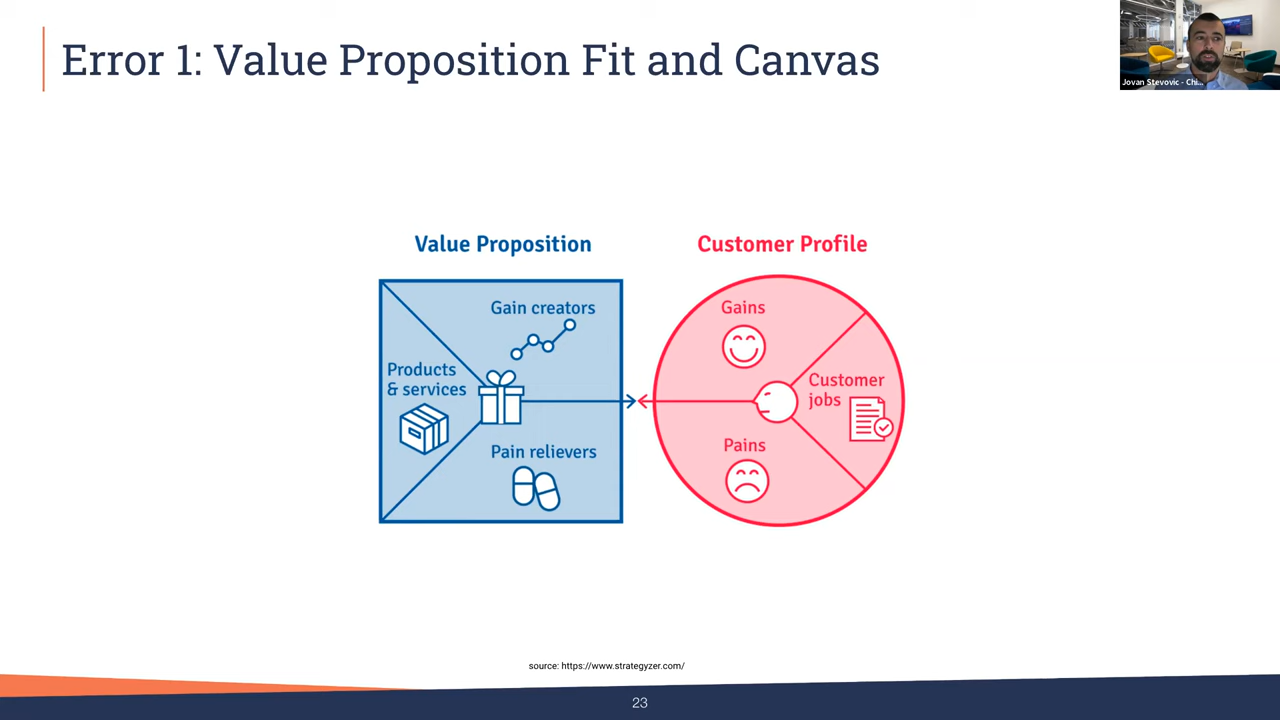 Error 1: Value Proposition Fit and Canvas
Jovan Stevovic - Chi...
Value Proposition
Customer Profile
Gain creators
Products
& services
Pain relievers
Gains
Customer
jobs
Pains
source: https://www.strategyzer.com/
23